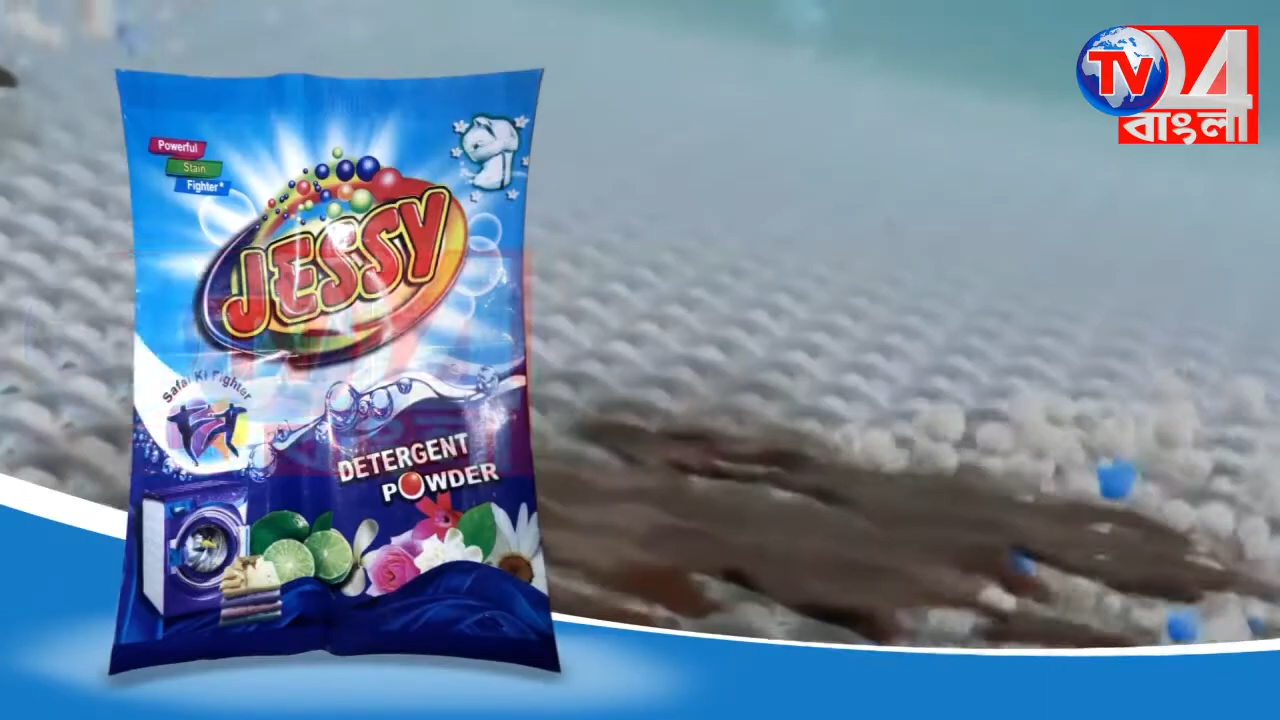 TV
24
বাংলা
Powerful
Stain
Fighter*
JESSY
Safai Ki Fighter
DETERGENT
POWDER